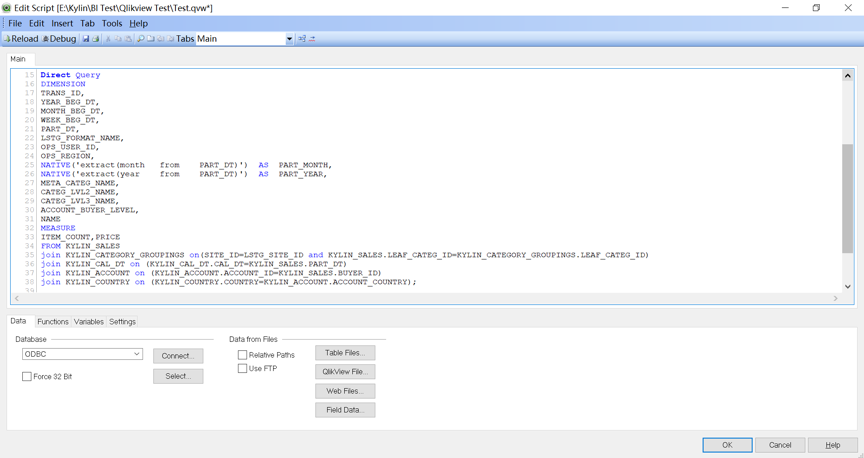 Edit Script [E:\Kylin\BI Test\Qlikview Test\Test.qvw*]
File Edit Insert Tab Tools Help
Reload Debug Tabs Main
Main
15 Direct Query
16 DIMENSION
17 TRANS_ID,
18 YEAR_BEG_DT,
19 MONTH_BEG_DT,
20 WEEK_BEG_DT,
21 PART_DT,
22 LSTG_FORMAT_NAME,
23 OPS_USER_ID,
24 OPS_REGION,
25 NATIVE('extract(month from PART_DT)') AS PART_MONTH,
26 NATIVE('extract(year from PART_DT)') AS PART_YEAR,
27 META_CATEG_NAME,
28 CATEG_LVL2_NAME,
29 CATEG_LVL3_NAME,
30 ACCOUNT_BUYER_LEVEL,
31 NAME
32 MEASURE
33 ITEM_COUNT,PRICE
34 FROM KYLIN_SALES
35 join KYLIN_CATEGORY_GROUPINGS on(SITE_ID=LSTG_SITE_ID and KYLIN_SALES.LEAF_CATEG_ID=KYLIN_CATEGORY_GROUPINGS.LEAF_CATEG_ID)
36 join KYLIN_CAL_DT on (KYLIN_CAL_DT.CAL_DT=KYLIN_SALES.PART_DT)
37 join KYLIN_ACCOUNT on (KYLIN_ACCOUNT.ACCOUNT_ID=KYLIN_SALES.BUYER_ID)
38 join KYLIN_COUNTRY on (KYLIN_COUNTRY.COUNTRY=KYLIN_ACCOUNT.ACCOUNT_COUNTRY);
39
Data Functions Variables Settings
Database Data from Files
ODBC Connect... Relative Paths Table Files...
Use FTP QlikView File...
Force 32 Bit Select...
Web Files...
Field Data...
OK Cancel Help